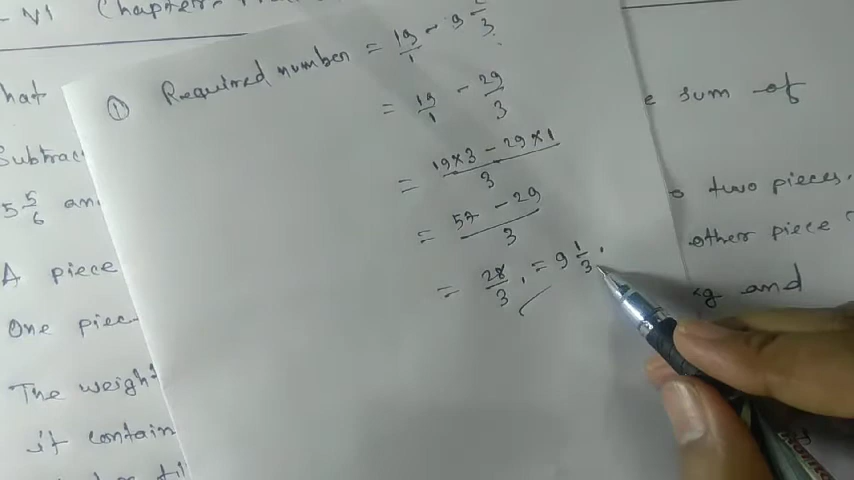 - VI Chapter:
① Required number = 19/1 - 9 2/3
= 19/1 - 29/3
= 19×3 - 29×1 / 3
= 57 - 29 / 3
= 28/3 . = 9 1/3 .
hat
Subtrac
5 5/6 an
A piece
One piec
The weigh
it contain
e sum of
o two pieces.
other piece
kg and